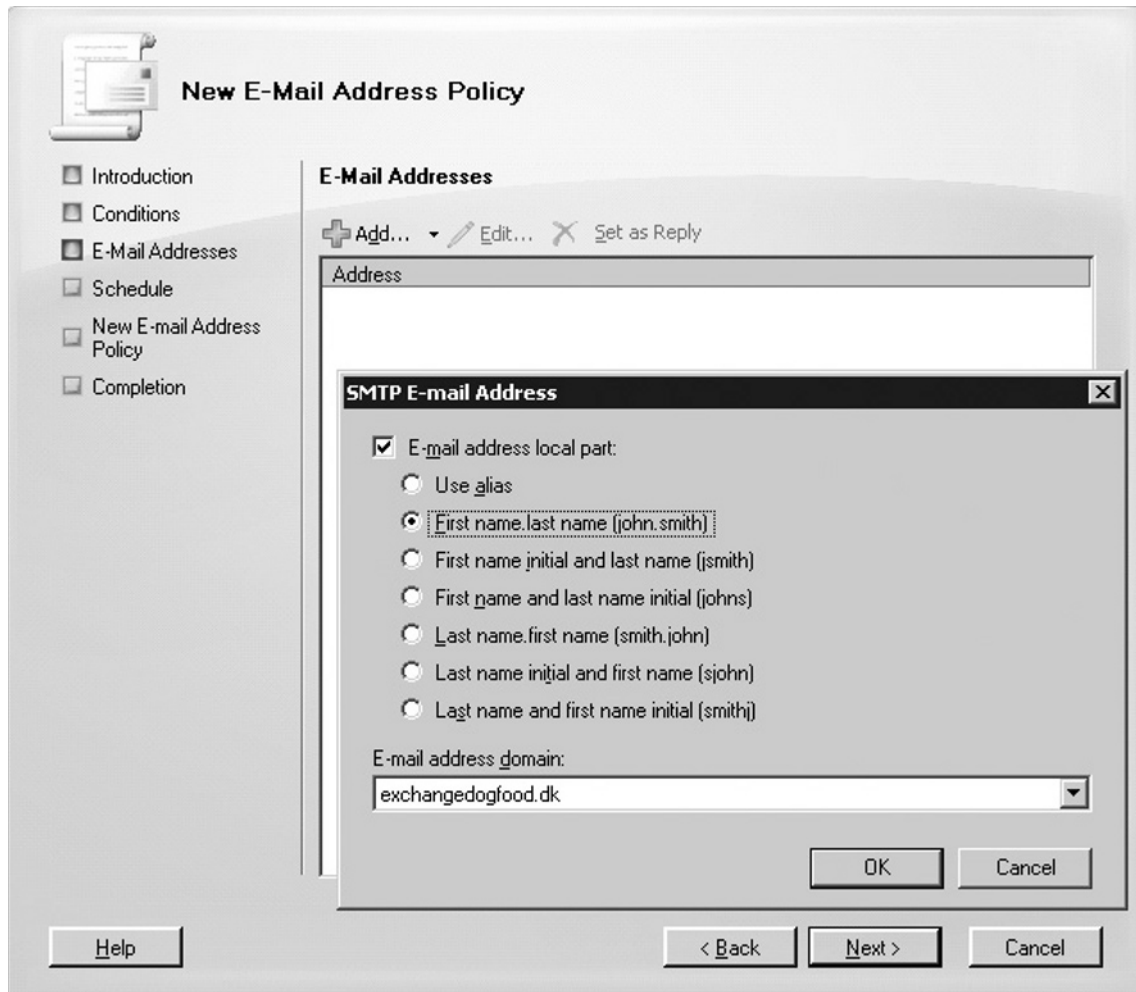 New E-Mail Address Policy
Introduction
Conditions
E-Mail Addresses
Schedule
New E-mail Address
Policy
Completion
E-Mail Addresses
Add... Edit... Set as Reply
Address
SMTP E-mail Address
E-mail address local part:
Use alias
First name.last name (john.smith)
First name initial and last name (jsmith)
First name and last name initial (johns)
Last name.first name (smith.john)
Last name initial and first name (sjohn)
Last name and first name initial (smithj)
E-mail address domain:
exchangedogfood.dk
OK Cancel
Help < Back Next > Cancel